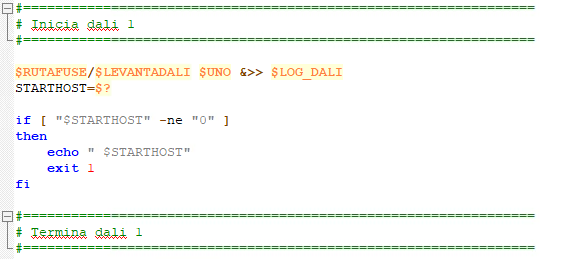 #================================================================
# Inicia dali 1
#================================================================
$RUTAFUSE/$LEVANTADALI $UNO &>> $LOG_DALI
STARTHOST=$?
if [ "$STARTHOST" -ne "0" ]
then
echo " $STARTHOST"
exit 1
fi
#================================================================
# Termina dali 1
#================================================================